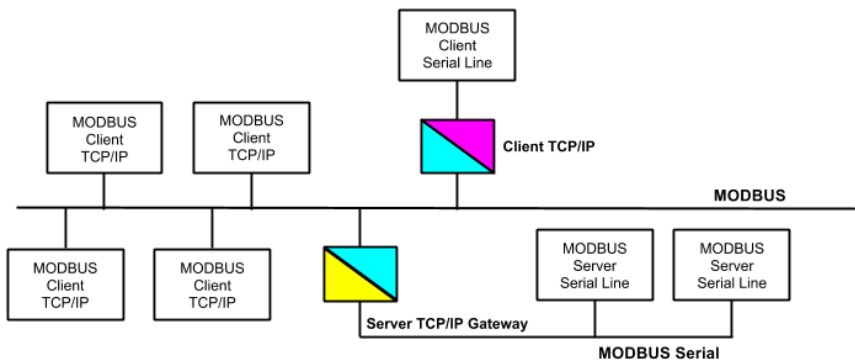 MODBUS
Client
Serial Line
MODBUS
Client
TCP/IP
MODBUS
Client
TCP/IP
Client TCP/IP
MODBUS
MODBUS
Client
TCP/IP
MODBUS
Client
TCP/IP
MODBUS
Server
Serial Line
MODBUS
Server
Serial Line
Server TCP/IP Gateway
MODBUS Serial